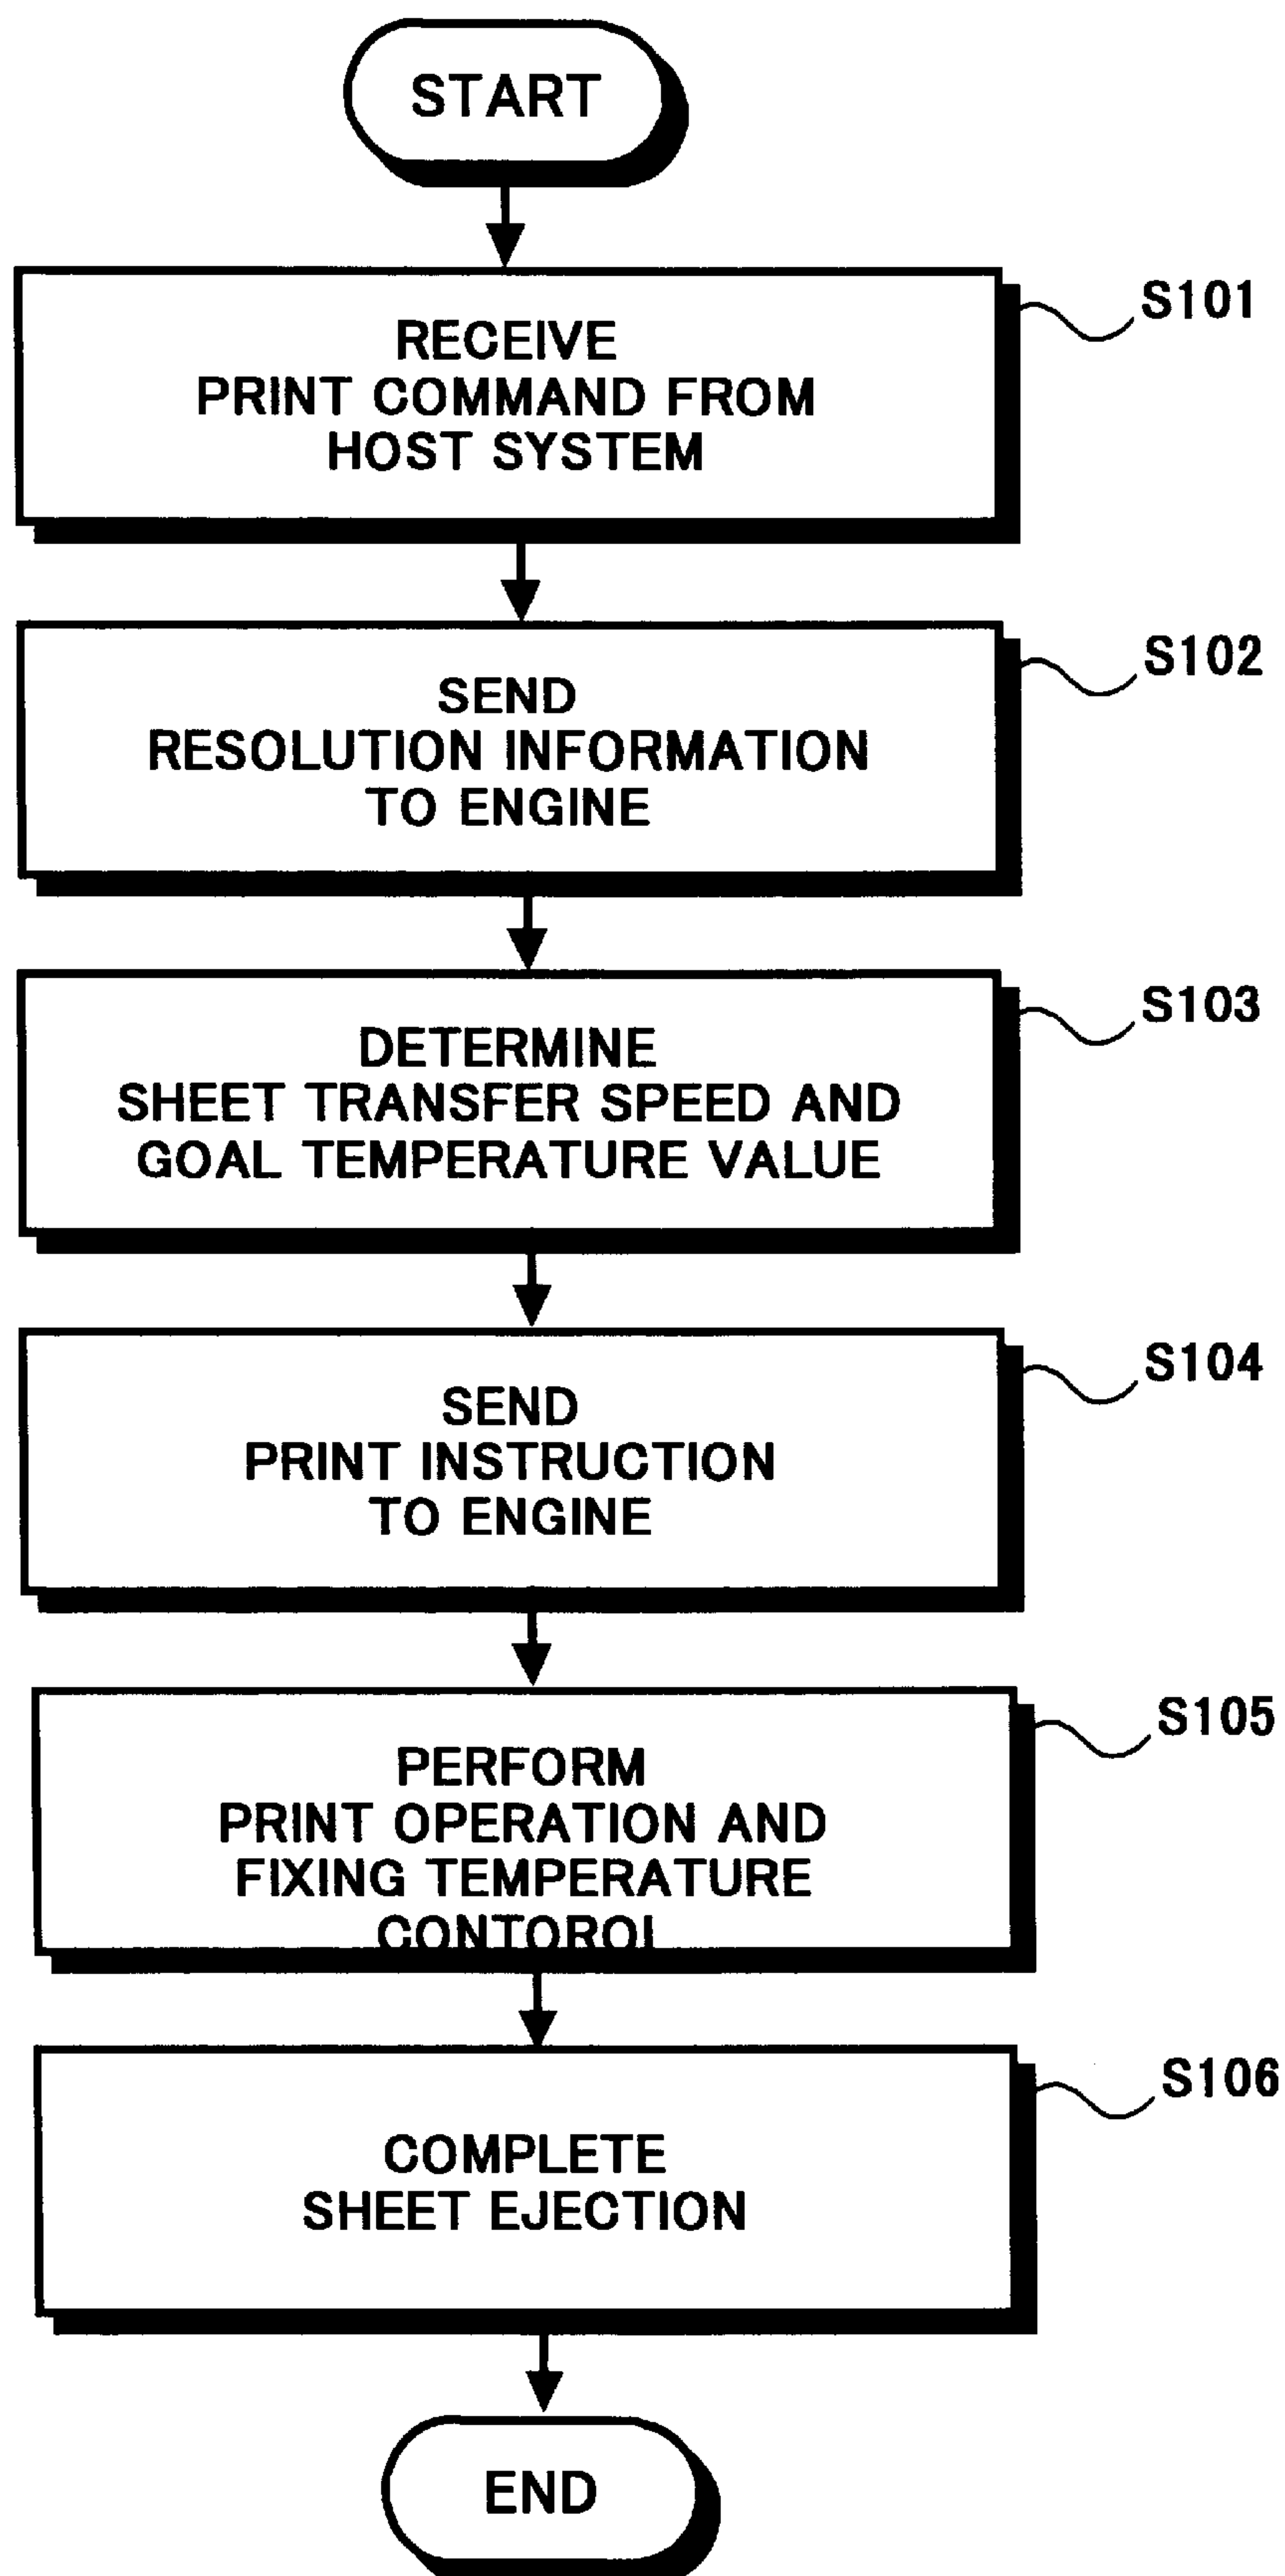 START
RECEIVE
PRINT COMMAND FROM
HOST SYSTEM
S101
SEND
RESOLUTION INFORMATION
TO ENGINE
S102
DETERMINE
SHEET TRANSFER SPEED AND
GOAL TEMPERATURE VALUE
S103
SEND
PRINT INSTRUCTION
TO ENGINE
S104
PERFORM
PRINT OPERATION AND
FIXING TEMPERATURE
CONTOROL
S105
COMPLETE
SHEET EJECTION
S106
END